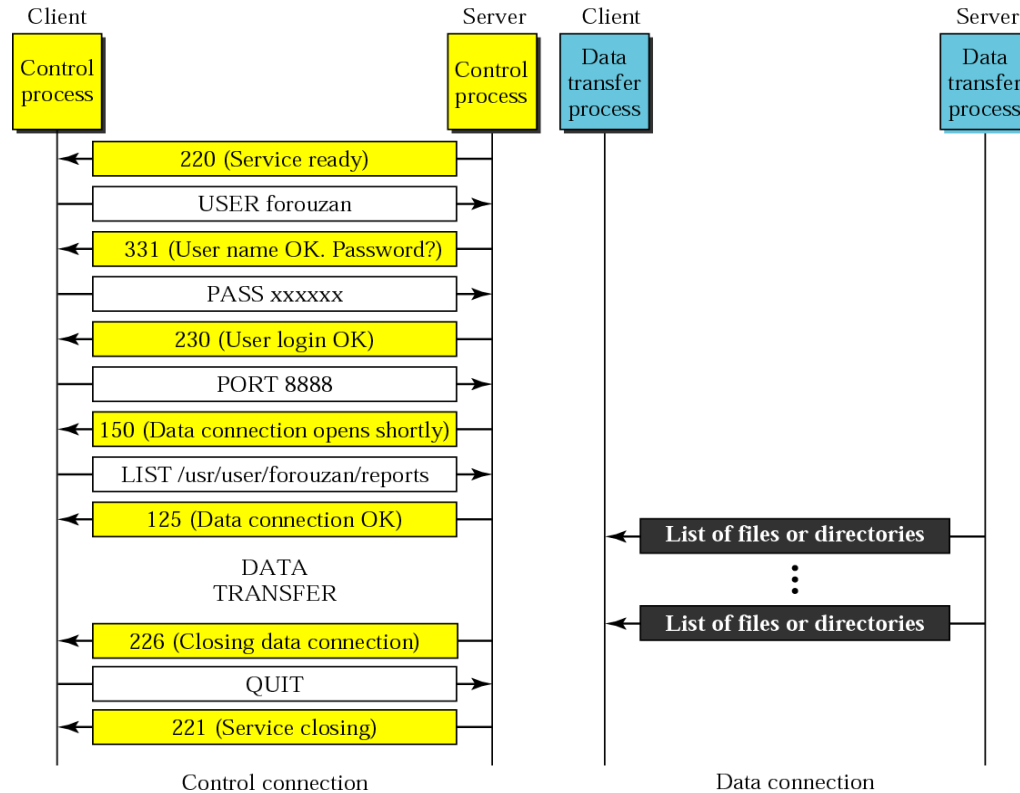 Client
Server
Client
Server
Control
process
Control
process
Data
transfer
process
Data
transfer
process
220 (Service ready)
USER forouzan
331 (User name OK. Password?)
PASS xxxxxx
230 (User login OK)
PORT 8888
150 (Data connection opens shortly)
LIST /usr/user/forouzan/reports
125 (Data connection OK)
DATA
TRANSFER
226 (Closing data connection)
QUIT
221 (Service closing)
List of files or directories
List of files or directories
Control connection
Data connection